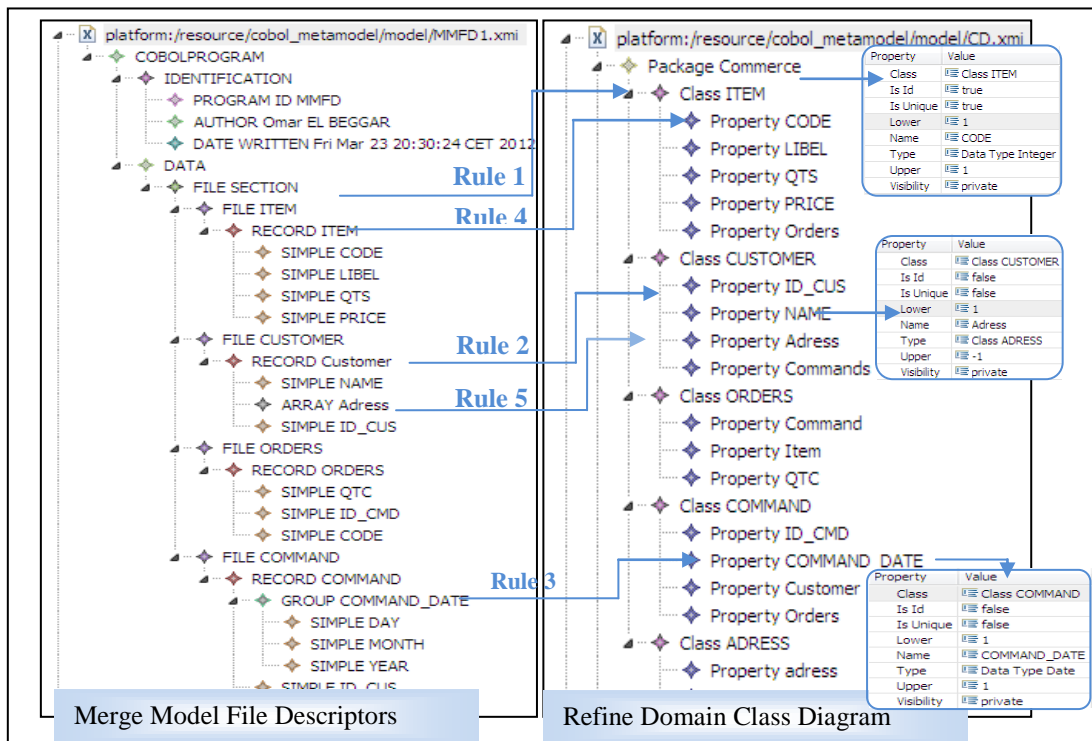 platform:/resource/cobol_metamodel/model/MMFD1.xmi
COBOLPROGRAM
IDENTIFICATION
PROGRAM ID MMFD
AUTHOR Omar EL BEGGAR
DATE WRITTEN Fri Mar 23 20:30:24 CET 2012
DATA
FILE SECTION
FILE ITEM
RECORD ITEM
SIMPLE CODE
SIMPLE LIBEL
SIMPLE QTS
SIMPLE PRICE
FILE CUSTOMER
RECORD Customer
SIMPLE NAME
ARRAY Adress
SIMPLE ID_CUS
FILE ORDERS
RECORD ORDERS
SIMPLE QTC
SIMPLE ID_CMD
SIMPLE CODE
FILE COMMAND
RECORD COMMAND
GROUP COMMAND_DATE
SIMPLE DAY
SIMPLE MONTH
SIMPLE YEAR
SIMPLE ID_CUS
Merge Model File Descriptors
Rule 1
Rule 4
Rule 2
Rule 5
Rule 3
platform:/resource/cobol_metamodel/model/CD.xmi
Package Commerce
Class ITEM
Property CODE
Property LIBEL
Property QTS
Property PRICE
Property Orders
Class CUSTOMER
Property ID_CUS
Property NAME
Property Adress
Property Commands
Class ORDERS
Property Command
Property Item
Property QTC
Class COMMAND
Property ID_CMD
Property COMMAND_DATE
Property Customer
Property Orders
Class ADRESS
Property adress
Refine Domain Class Diagram
Property Value
Class Class ITEM
Is Id true
Is Unique true
Lower 1
Name CODE
Type Data Type Integer
Upper 1
Visibility private
Property Value
Class Class CUSTOMER
Is Id false
Is Unique false
Lower 1
Name Adress
Type Class ADRESS
Upper -1
Visibility private
Property Value
Class Class COMMAND
Is Id false
Is Unique false
Lower 1
Name COMMAND_DATE
Type Data Type Date
Upper 1
Visibility private